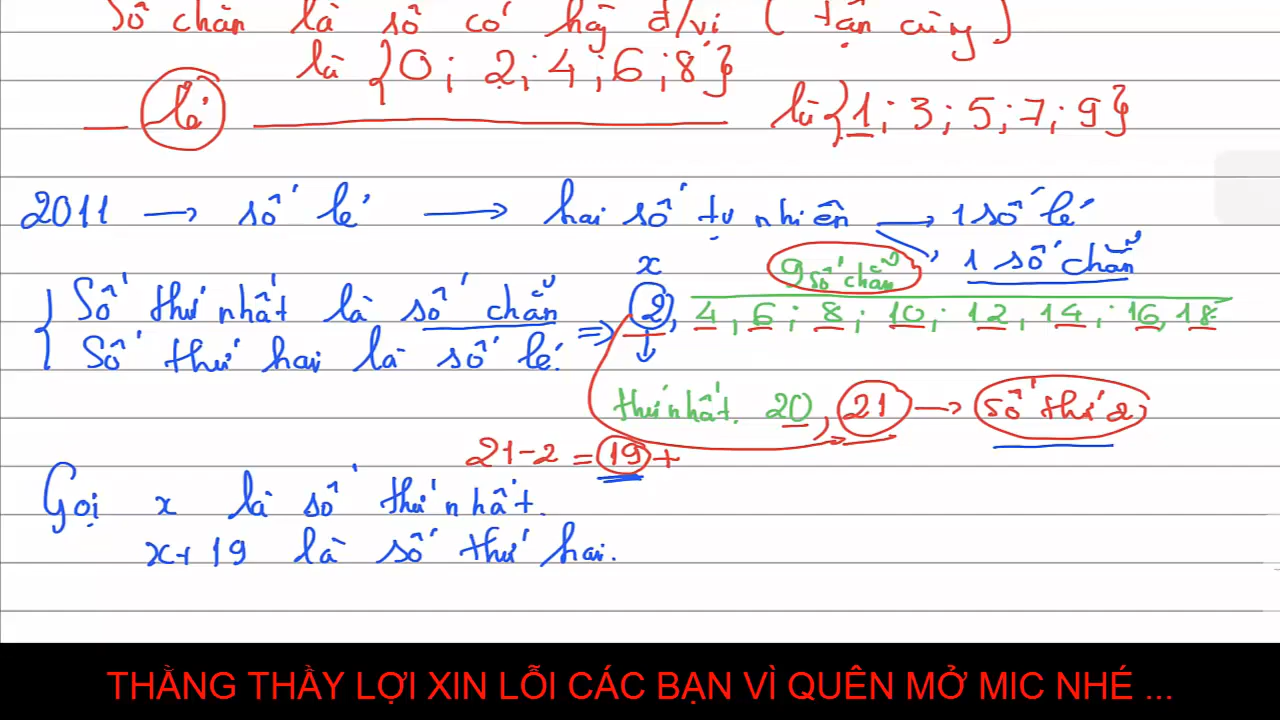 Số chẵn là số có hàng đ/vị ( tận cùng )
là {0; 2; 4; 6; 8}
lẻ là {1; 3; 5; 7; 9}
2011 → số lẻ → hai số tự nhiên → 1 số lẻ
1 số chẵn
x 9 số chẵn
Số thứ nhất là số chẵn ⇒ 2, 4, 6; 8; 10; 12, 14, 16, 18
Số thứ hai là số lẻ.
thứ nhất. 20, 21 → số thứ 2
21-2 = 19 +
Gọi x là số thứ nhất.
x+19 là số thứ hai.
THẰNG THẦY LỢI XIN LỖI CÁC BẠN VÌ QUÊN MỞ MIC NHÉ ...